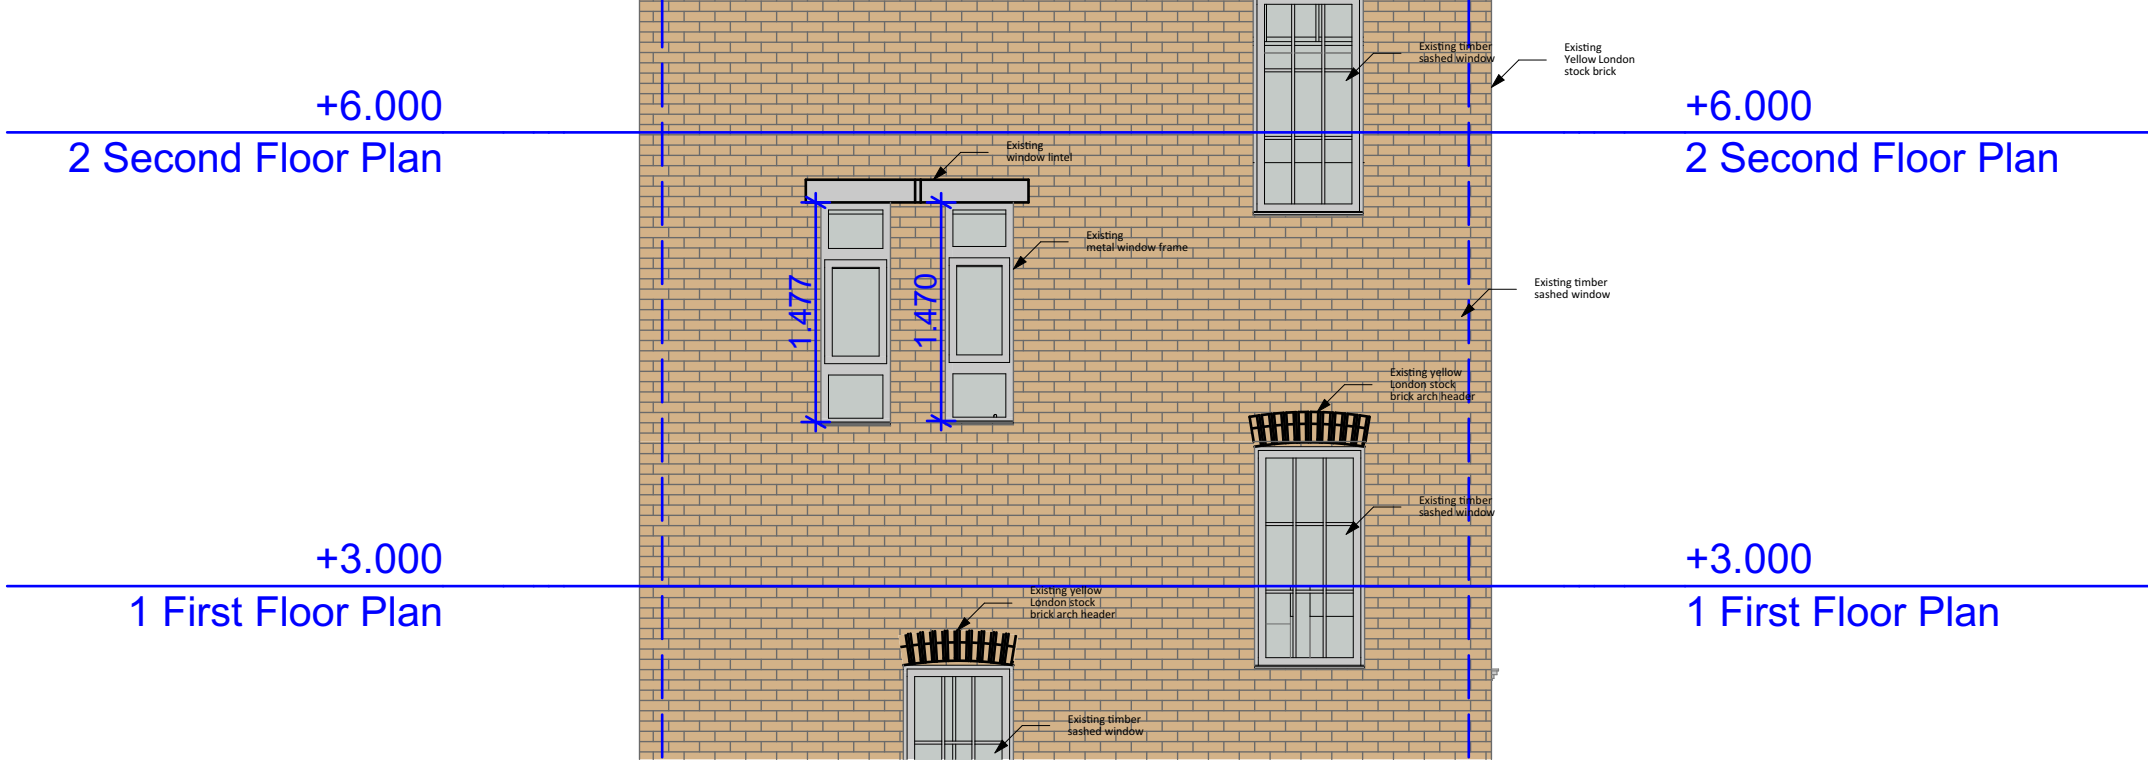 Existing timber
sashed window
Existing
Yellow London
stock brick
+6.000
2 Second Floor Plan
+6.000
2 Second Floor Plan
Existing
window lintel
Existing
metal window frame
1.477
1.470
Existing timber
sashed window
Existing yellow
London stock
brick arch header
Existing timber
sashed window
+3.000
1 First Floor Plan
+3.000
1 First Floor Plan
Existing yellow
London stock
brick arch header
Existing timber
sashed window